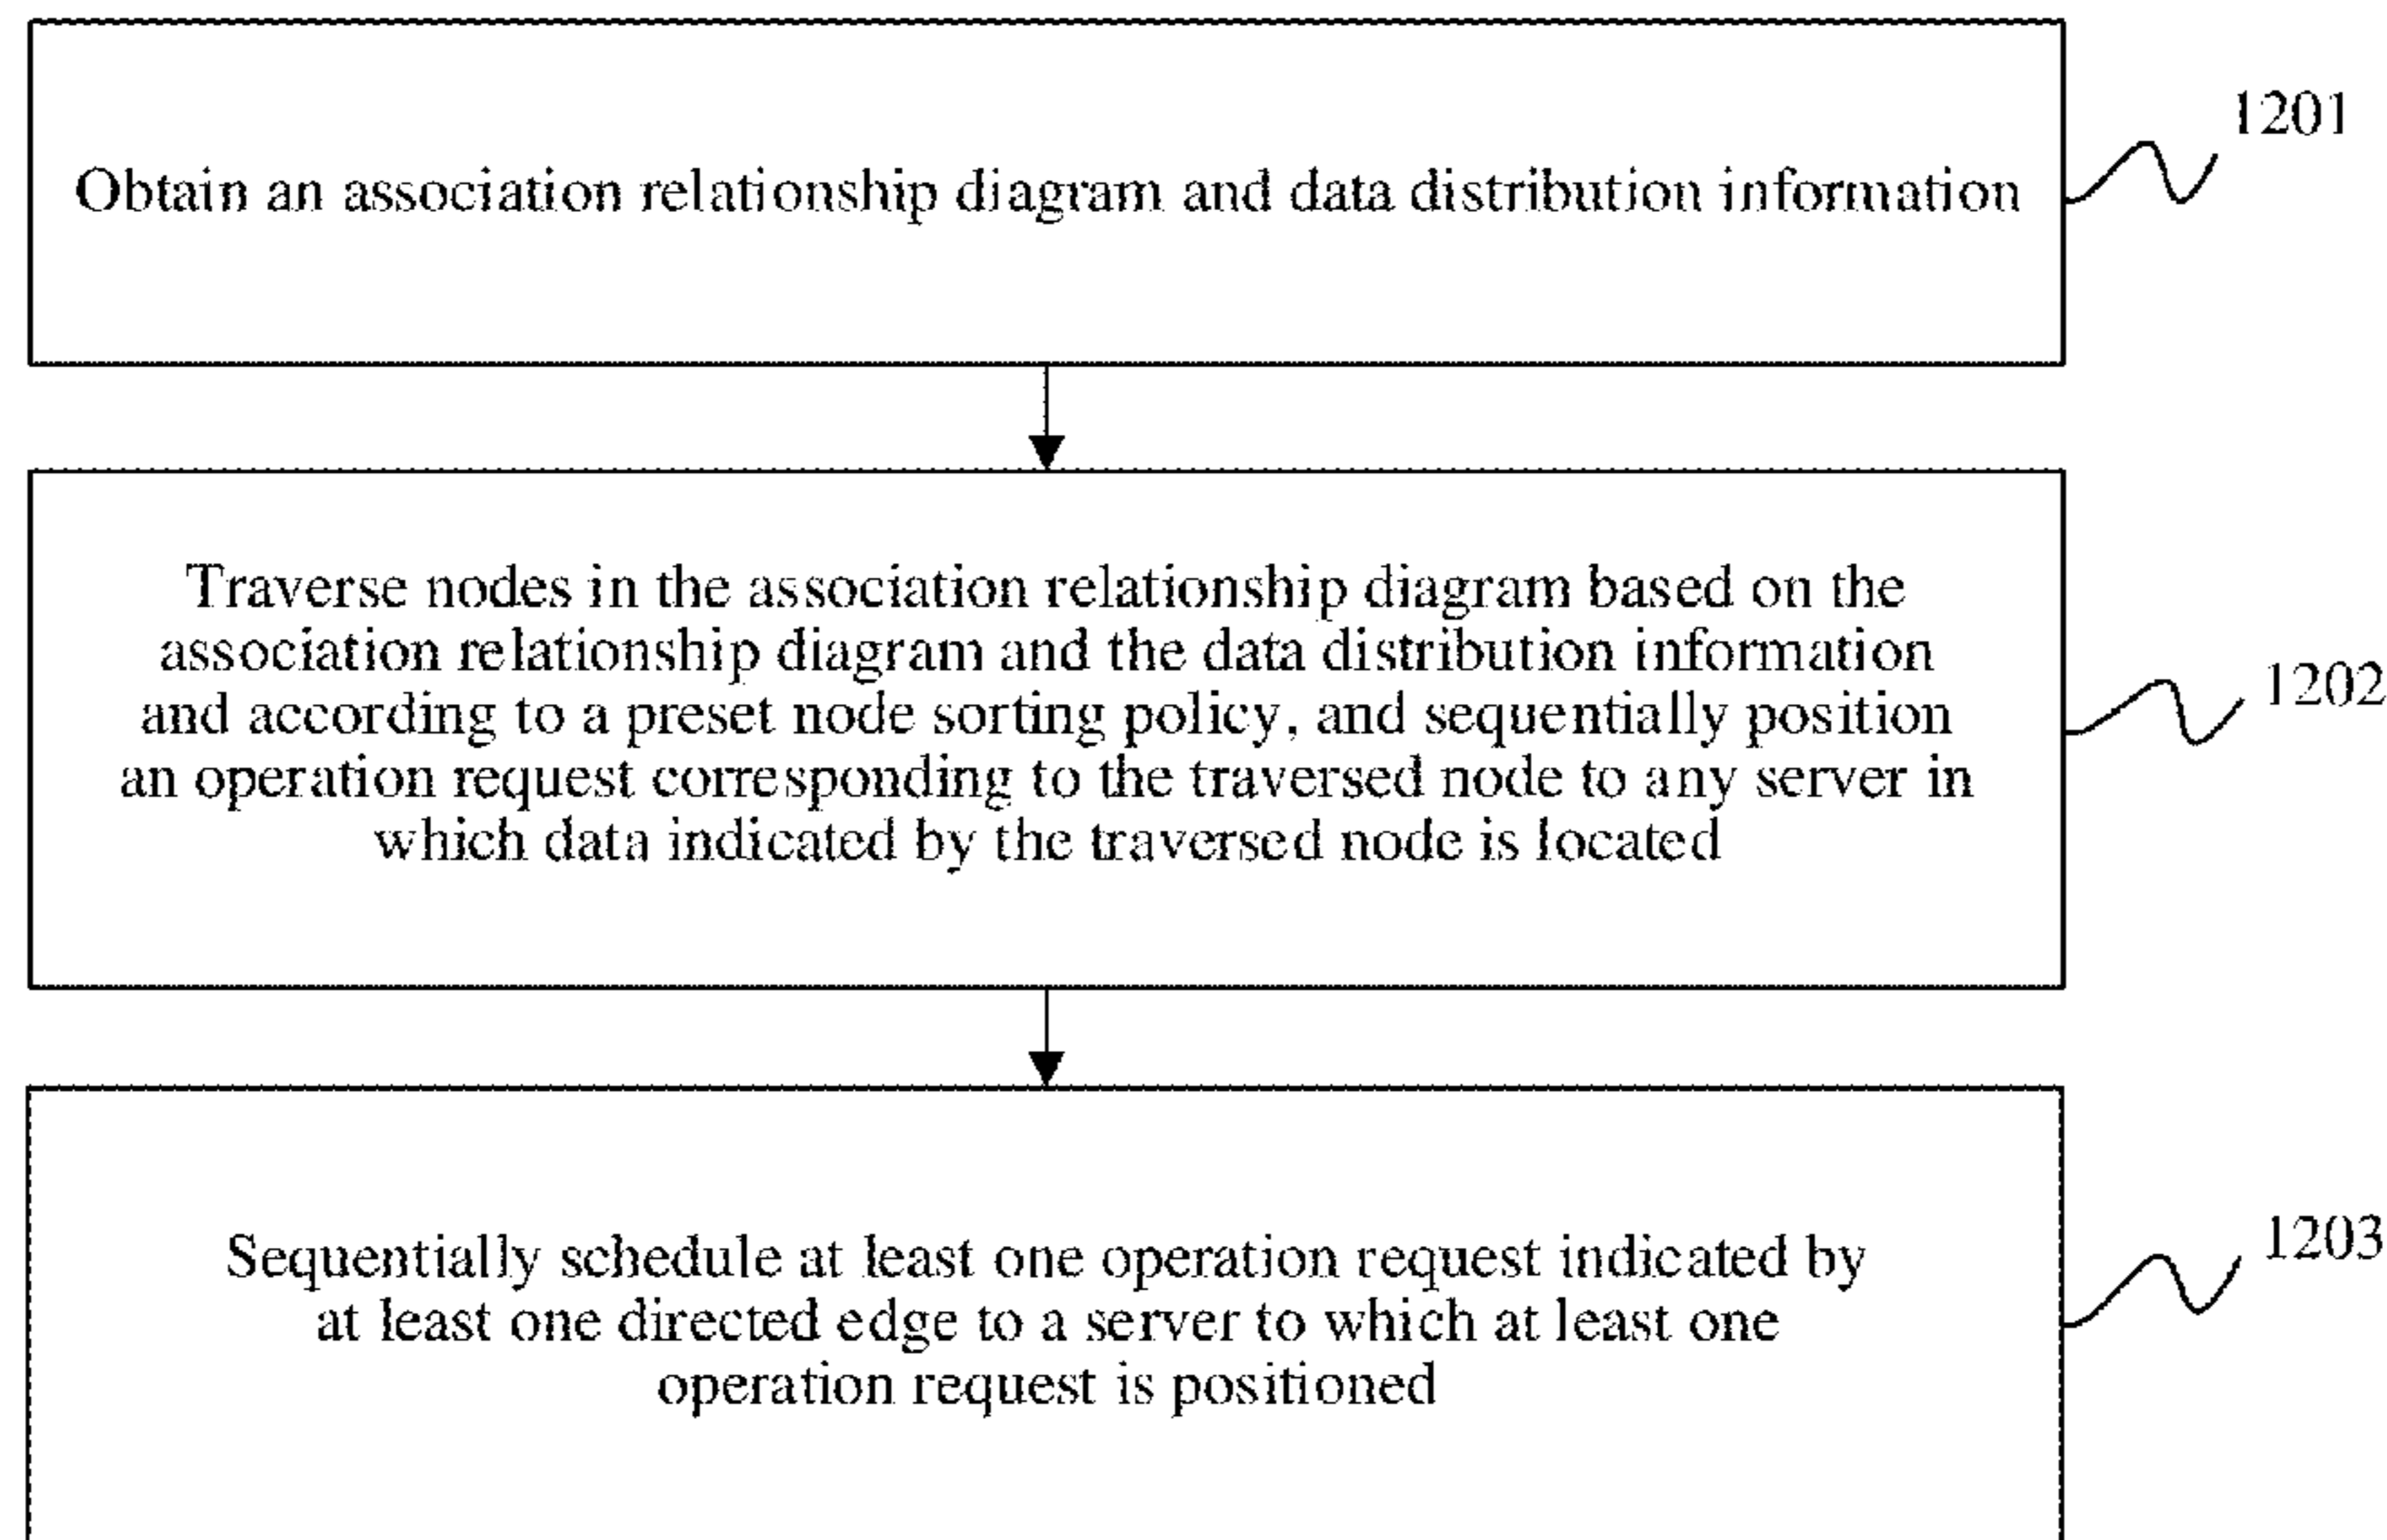 Obtain an association relationship diagram and data distribution information
1201
Traverse nodes in the association relationship diagram based on the
association relationship diagram and the data distribution information
and according to a preset node sorting policy, and sequentially position
an operation request corresponding to the traversed node to any server in
which data indicated by the traversed node is located
1202
Sequentially schedule at least one operation request indicated by
at least one directed edge to a server to which at least one
operation request is positioned
1203